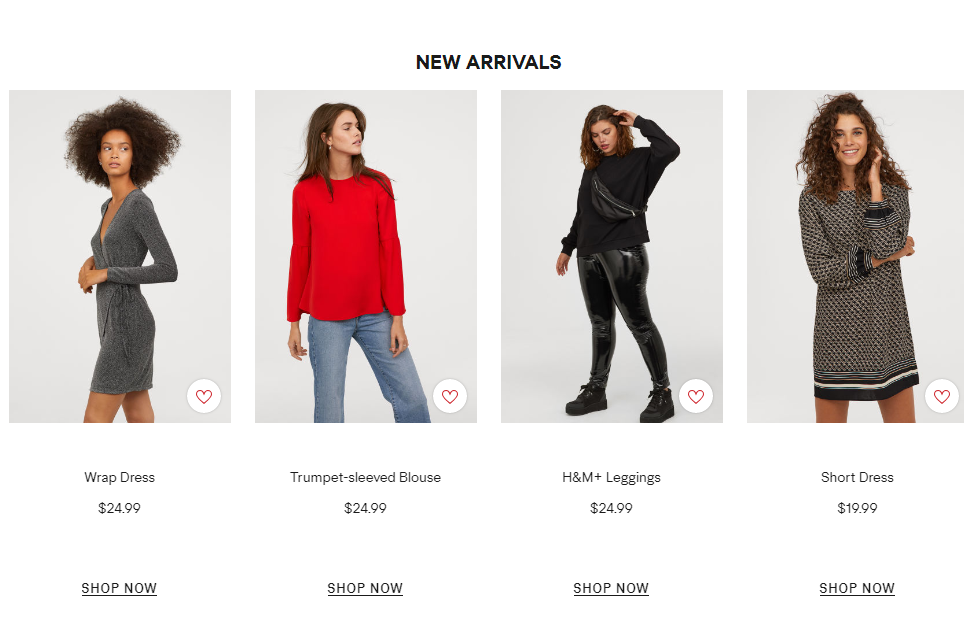 NEW ARRIVALS
Wrap Dress
$24.99
SHOP NOW
Trumpet-sleeved Blouse
$24.99
SHOP NOW
H&M+ Leggings
$24.99
SHOP NOW
Short Dress
$19.99
SHOP NOW